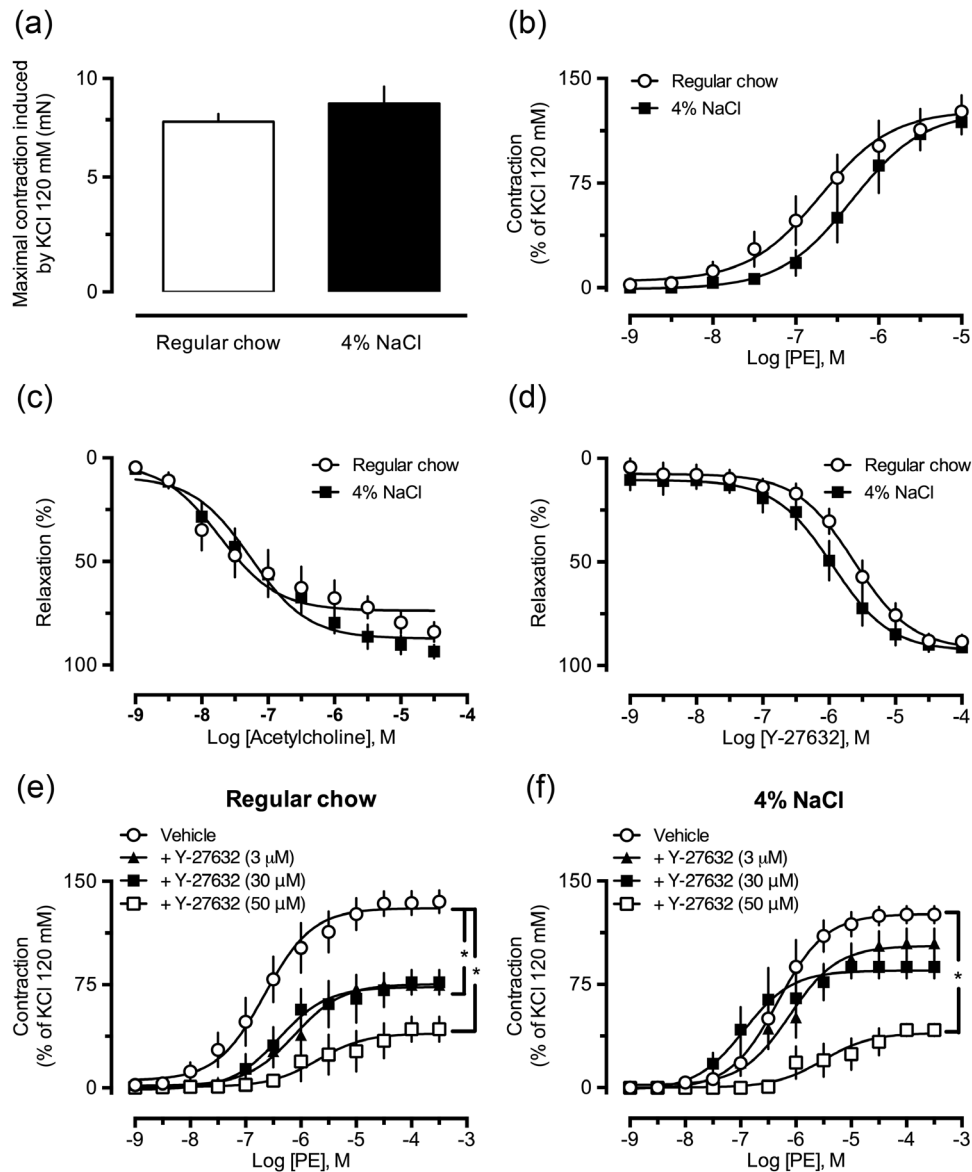 (a)
Maximal contraction induced
by KCl 120 mM (mN)
10
5
0
Regular chow
4% NaCl
(b)
Contraction
(% of KCl 120 mM)
150
75
0
Regular chow
4% NaCl
-9
-8
-7
-6
-5
Log [PE], M
(c)
Relaxation (%)
0
50
100
Regular chow
4% NaCl
-9
-8
-7
-6
-5
-4
Log [Acetylcholine], M
(d)
Relaxation (%)
0
50
100
Regular chow
4% NaCl
-9
-8
-7
-6
-5
-4
Log [Y-27632], M
(e)
Regular chow
Vehicle
+ Y-27632 (3 μM)
+ Y-27632 (30 μM)
+ Y-27632 (50 μM)
Contraction
(% of KCl 120 mM)
150
75
0
*
*
-9
-8
-7
-6
-5
-4
-3
Log [PE], M
(f)
4% NaCl
Vehicle
+ Y-27632 (3 μM)
+ Y-27632 (30 μM)
+ Y-27632 (50 μM)
Contraction
(% of KCl 120 mM)
150
75
0
*
-9
-8
-7
-6
-5
-4
-3
Log [PE], M